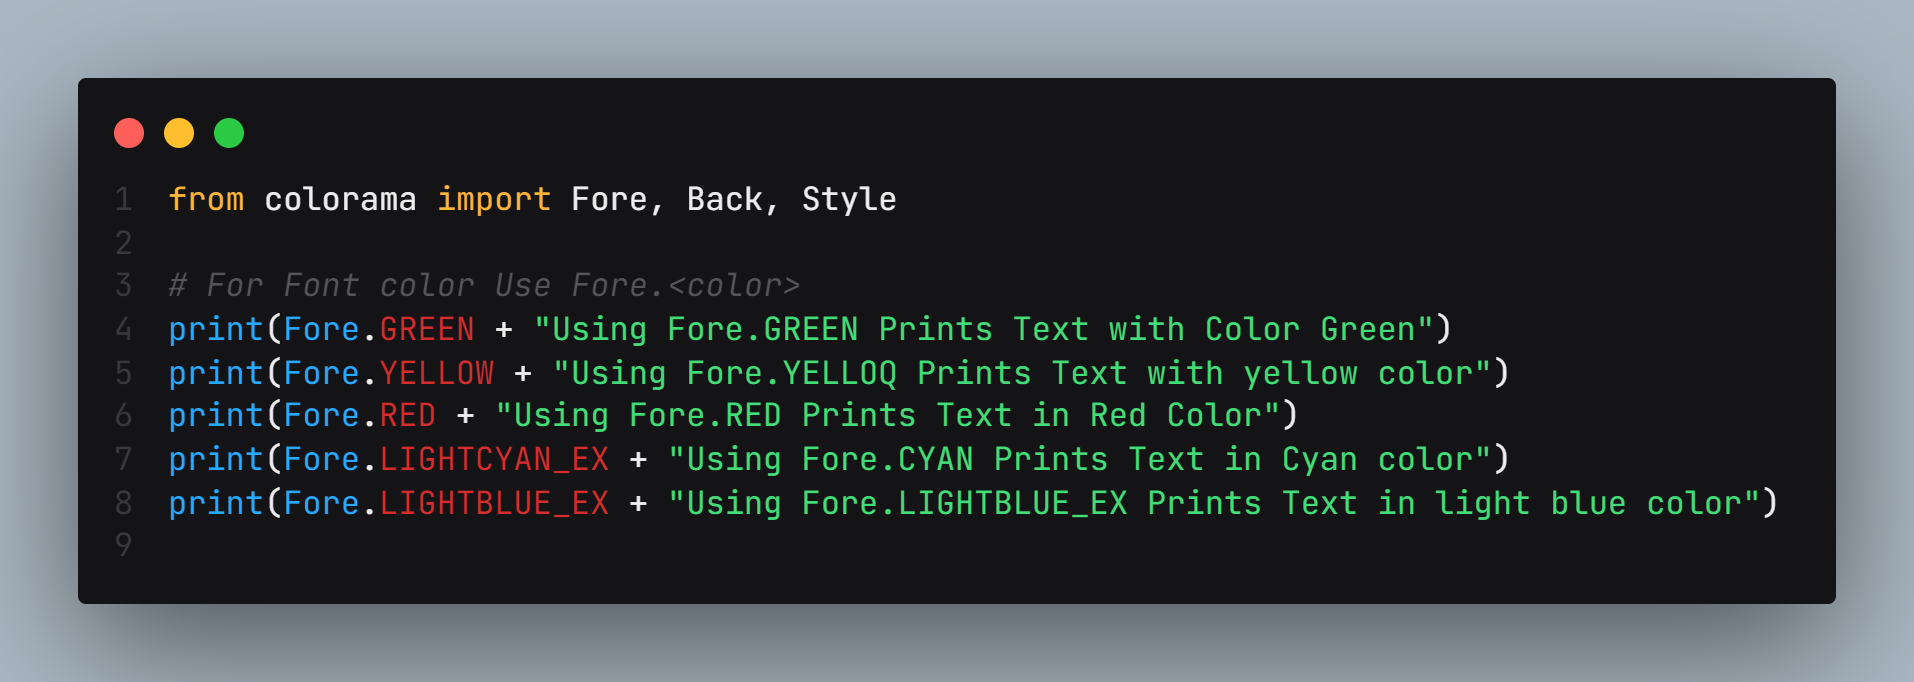 1 from colorama import Fore, Back, Style
2
3 # For Font color Use Fore.<color>
4 print(Fore.GREEN + "Using Fore.GREEN Prints Text with Color Green")
5 print(Fore.YELLOW + "Using Fore.YELLOQ Prints Text with yellow color")
6 print(Fore.RED + "Using Fore.RED Prints Text in Red Color")
7 print(Fore.LIGHTCYAN_EX + "Using Fore.CYAN Prints Text in Cyan color")
8 print(Fore.LIGHTBLUE_EX + "Using Fore.LIGHTBLUE_EX Prints Text in light blue color")
9